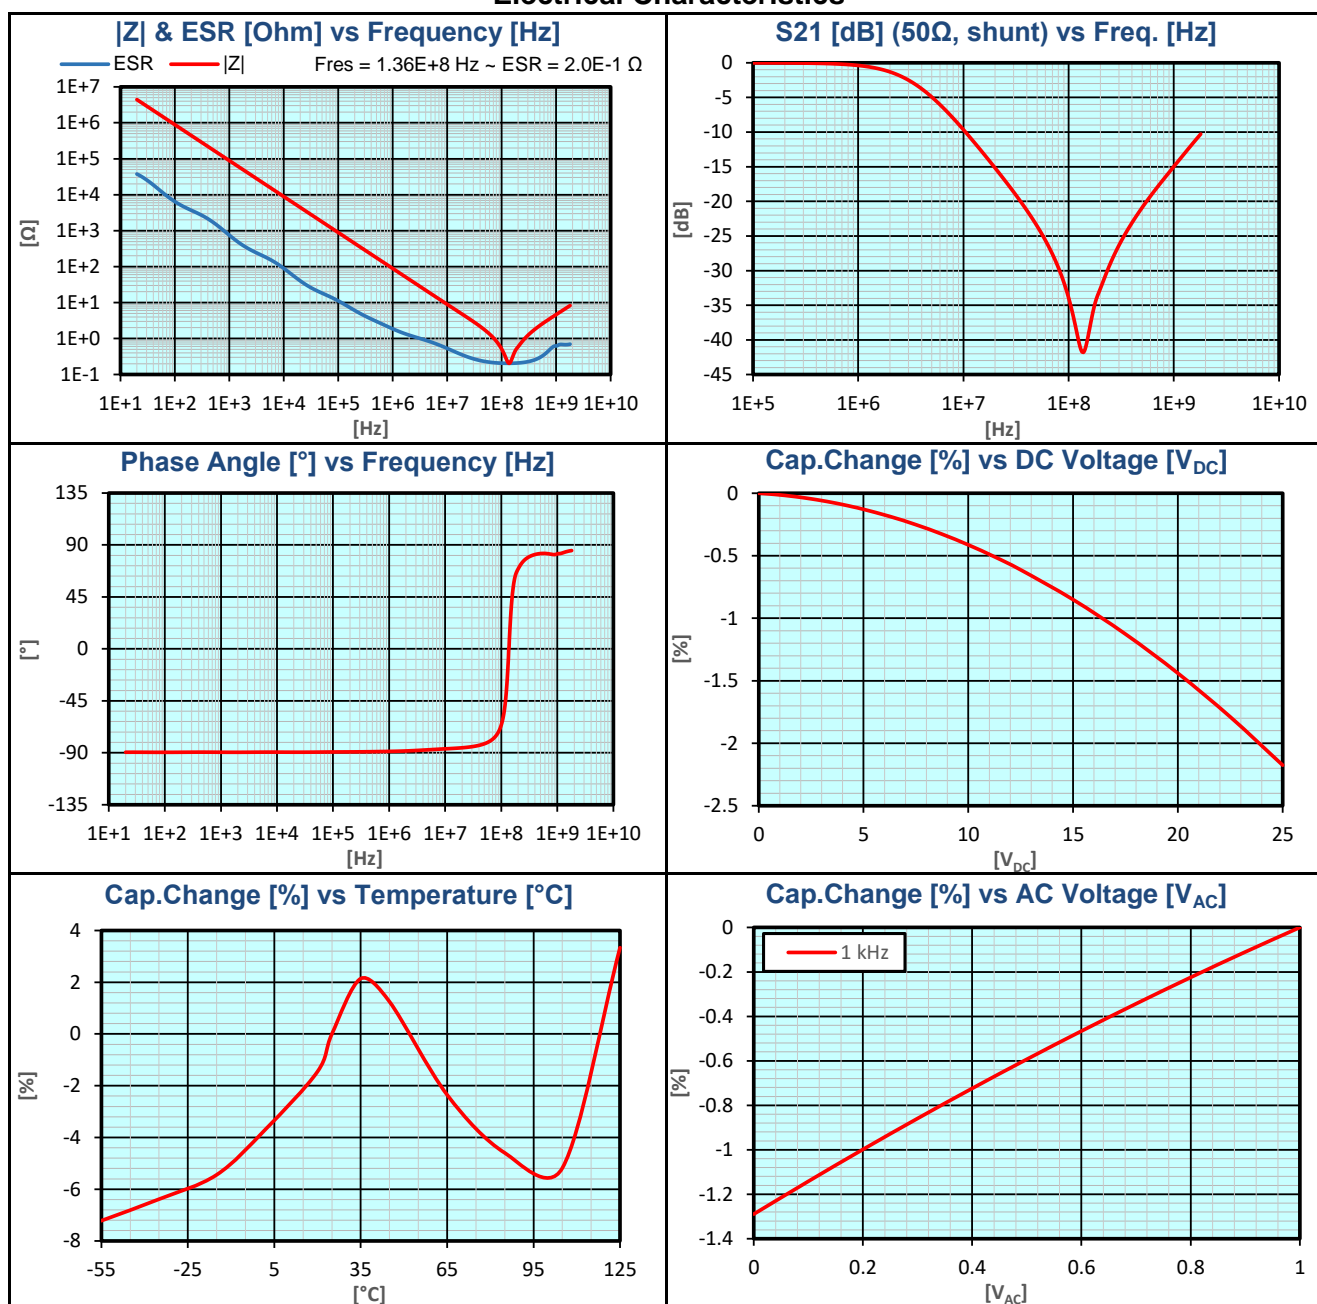 Electrical Characteristics
|Z| & ESR [Ohm] vs Frequency [Hz]
ESR |Z| Fres = 1.36E+8 Hz ~ ESR = 2.0E-1 Ω
1E+7
1E+6
1E+5
1E+4
1E+3
1E+2
1E+1
1E+0
1E-1
[Ω]
1E+1 1E+2 1E+3 1E+4 1E+5 1E+6 1E+7 1E+8 1E+9 1E+10
[Hz]
S21 [dB] (50Ω, shunt) vs Freq. [Hz]
0
-5
-10
-15
-20
-25
-30
-35
-40
-45
[dB]
1E+5 1E+6 1E+7 1E+8 1E+9 1E+10
[Hz]
Phase Angle [°] vs Frequency [Hz]
135
90
45
0
-45
-90
-135
[°]
1E+1 1E+2 1E+3 1E+4 1E+5 1E+6 1E+7 1E+8 1E+9 1E+10
[Hz]
Cap.Change [%] vs DC Voltage [VDC]
0
-0.5
-1
-1.5
-2
-2.5
[%]
0 5 10 15 20 25
[VDC]
Cap.Change [%] vs Temperature [°C]
4
2
0
-2
-4
-6
-8
[%]
-55 -25 5 35 65 95 125
[°C]
Cap.Change [%] vs AC Voltage [VAC]
1 kHz
0
-0.2
-0.4
-0.6
-0.8
-1
-1.2
-1.4
[%]
0 0.2 0.4 0.6 0.8 1
[VAC]